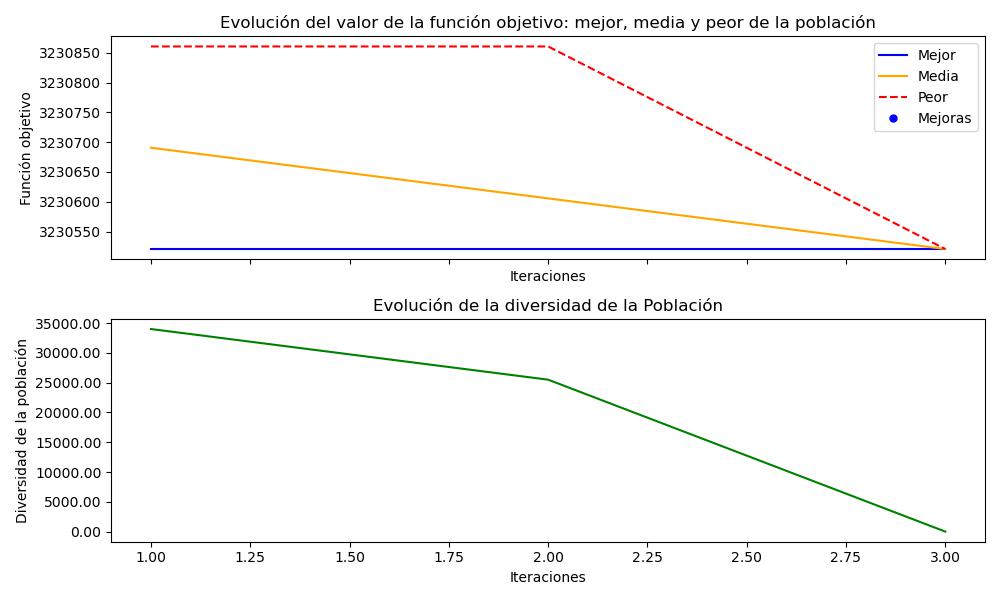 Evolución del valor de la función objetivo: mejor, media y peor de la población
3230850
3230800
3230750
3230700
3230650
3230600
3230550
Función objetivo
Mejor
Media
Peor
Mejoras
Iteraciones
Evolución de la diversidad de la Población
35000.00
30000.00
25000.00
20000.00
15000.00
10000.00
5000.00
0.00
Diversidad de la población
1.00 1.25 1.50 1.75 2.00 2.25 2.50 2.75 3.00
Iteraciones